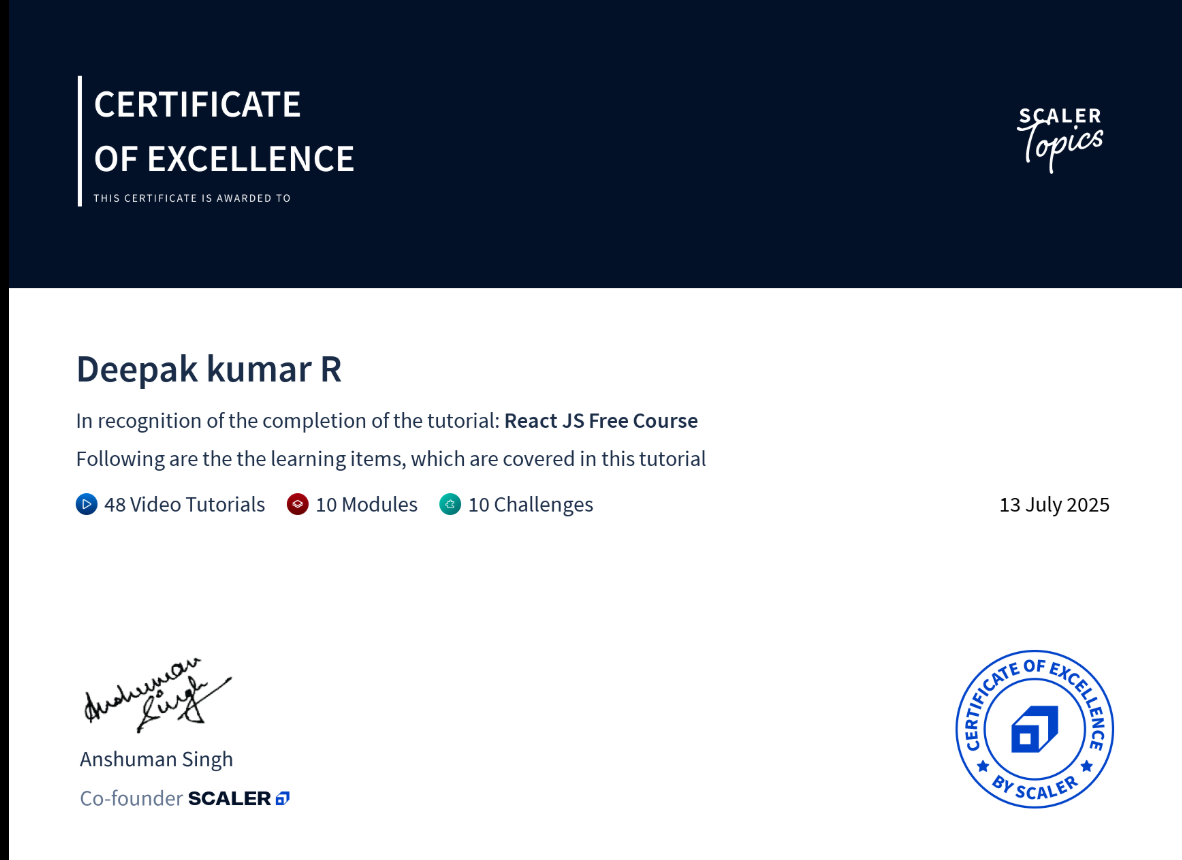 CERTIFICATE
OF EXCELLENCE
THIS CERTIFICATE IS AWARDED TO
SCALER
Topics
Deepak kumar R
In recognition of the completion of the tutorial: React JS Free Course
Following are the the learning items, which are covered in this tutorial
48 Video Tutorials 10 Modules 10 Challenges 13 July 2025
Anshuman
Singh
Anshuman Singh
Co-founder SCALER
CERTIFICATE OF EXCELLENCE
BY SCALER